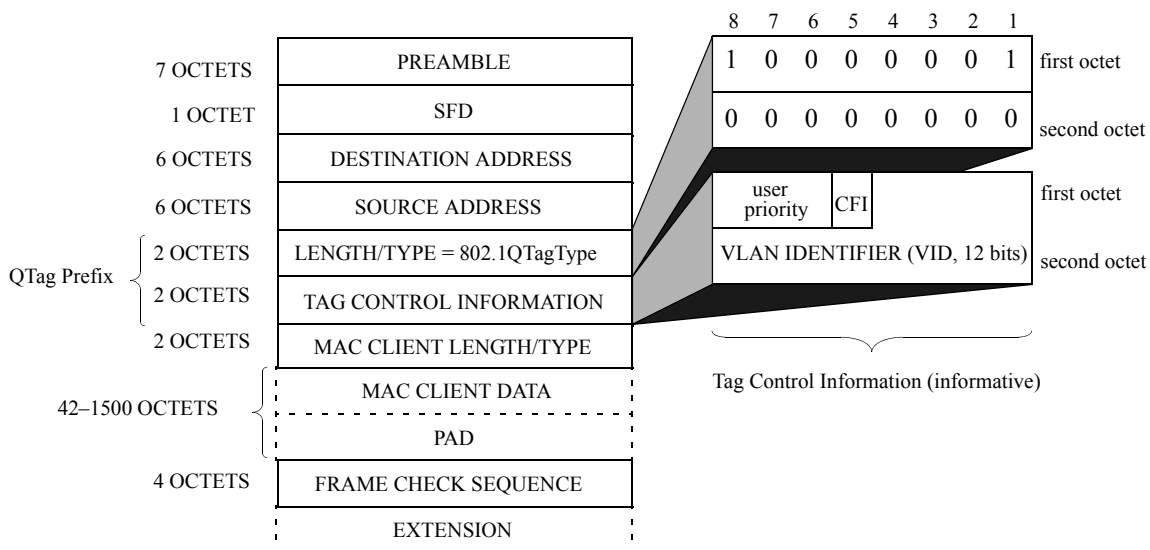 8 7 6 5 4 3 2 1
7 OCTETS PREAMBLE
1 0 0 0 0 0 0 1 first octet
1 OCTET SFD
0 0 0 0 0 0 0 0 second octet
6 OCTETS DESTINATION ADDRESS
6 OCTETS SOURCE ADDRESS
user
priority
CFI
first octet
QTag Prefix
2 OCTETS LENGTH/TYPE = 802.1QTagType
VLAN IDENTIFIER (VID, 12 bits)
second octet
2 OCTETS TAG CONTROL INFORMATION
2 OCTETS MAC CLIENT LENGTH/TYPE
Tag Control Information (informative)
42–1500 OCTETS
MAC CLIENT DATA
PAD
4 OCTETS FRAME CHECK SEQUENCE
EXTENSION